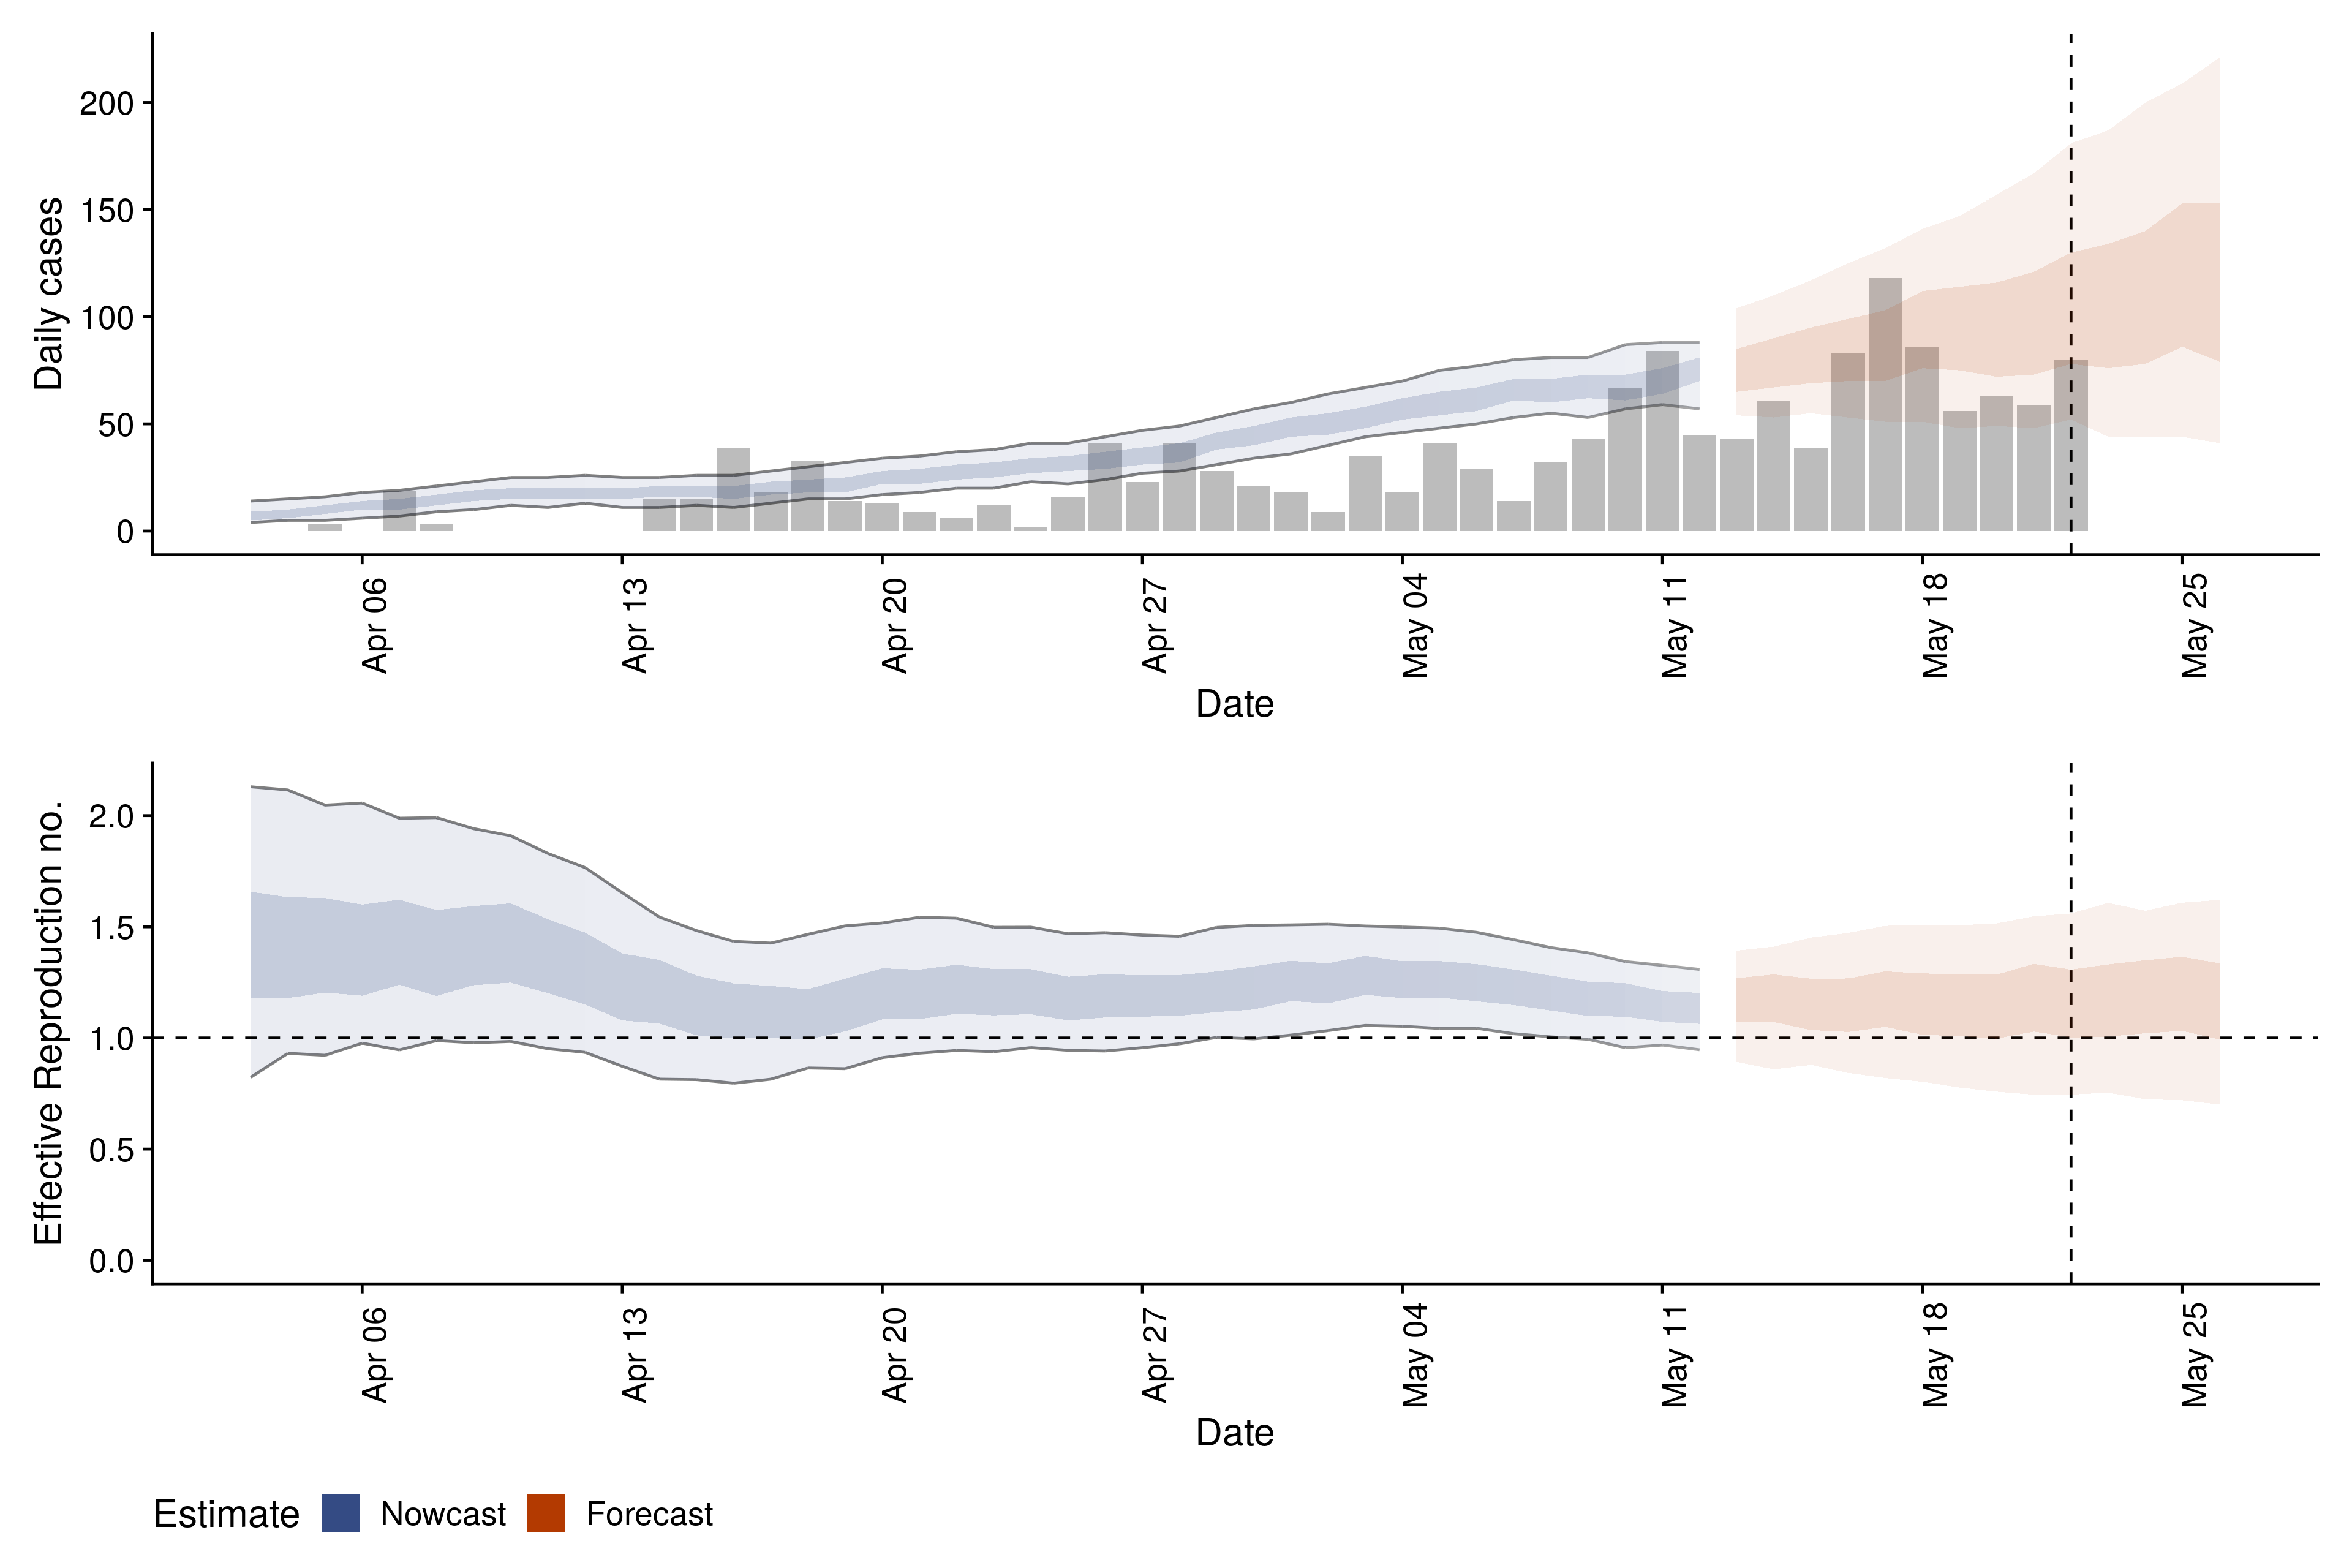 Daily cases
200
150
100
50
0
Apr 06
Apr 13
Apr 20
Apr 27
May 04
May 11
May 18
May 25
Date
Effective Reproduction no.
2.0
1.5
1.0
0.5
0.0
Apr 06
Apr 13
Apr 20
Apr 27
May 04
May 11
May 18
May 25
Date
Estimate Nowcast Forecast